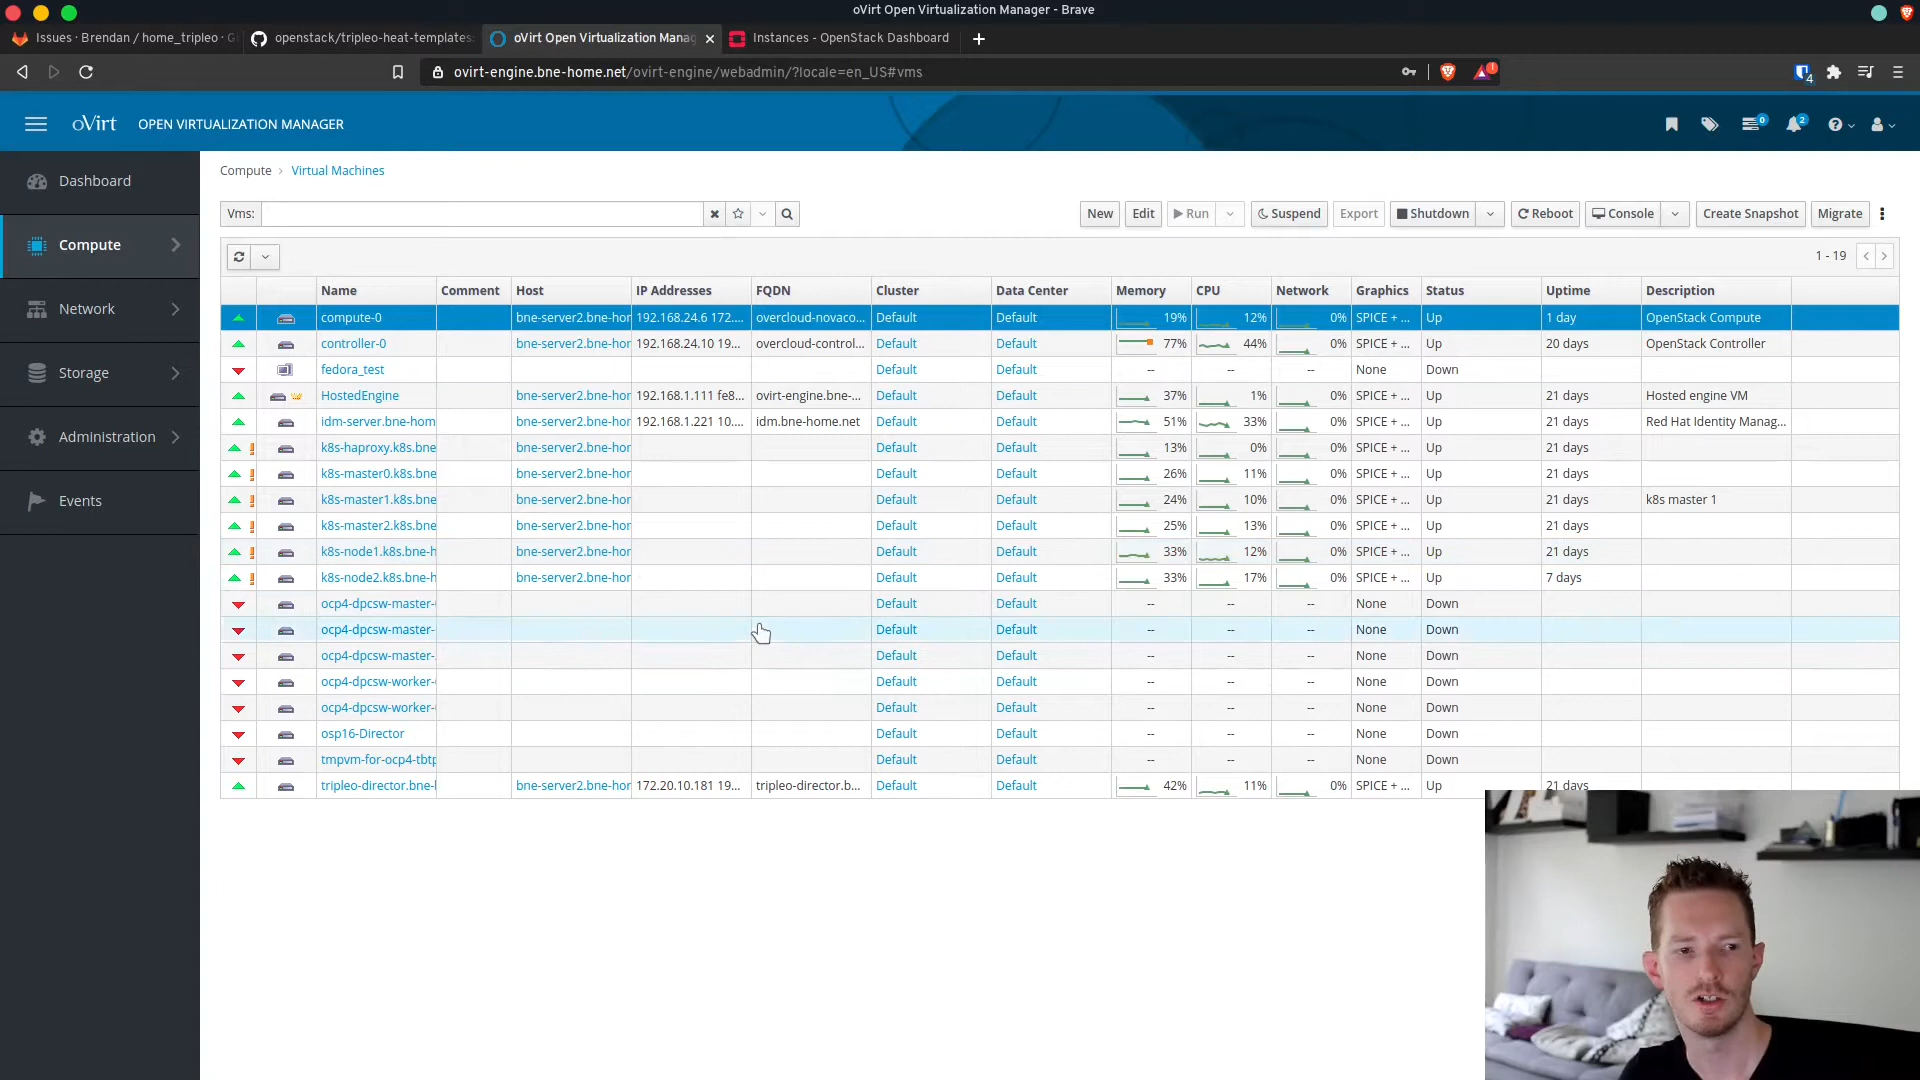 oVirt Open Virtualization Manager - Brave
Issues · Brendan / home_tripleo · G
openstack/tripleo-heat-templates:
oVirt Open Virtualization Mana
Instances - OpenStack Dashboard
ovirt-engine.bne-home.net/ovirt-engine/webadmin/?locale=en_US#vms
1
4
oVirt OPEN VIRTUALIZATION MANAGER
0
2
Dashboard
Compute
Network
Storage
Administration
Events
Compute > Virtual Machines
Vms:
New Edit Run Suspend Export Shutdown Reboot Console Create Snapshot Migrate
1 - 19
Name Comment Host IP Addresses FQDN Cluster Data Center Memory CPU Network Graphics Status Uptime Description
compute-0 bne-server2.bne-hor 192.168.24.6 172.... overcloud-novaco... Default Default 19% 12% 0% SPICE + ... Up 1 day OpenStack Compute
controller-0 bne-server2.bne-hor 192.168.24.10 19... overcloud-control... Default Default 77% 44% 0% SPICE + ... Up 20 days OpenStack Controller
fedora_test Default Default -- -- -- None Down
HostedEngine bne-server2.bne-hor 192.168.1.111 fe8... ovirt-engine.bne-... Default Default 37% 1% 0% SPICE + ... Up 21 days Hosted engine VM
idm-server.bne-hom bne-server2.bne-hor 192.168.1.221 10.... idm.bne-home.net Default Default 51% 33% 0% SPICE + ... Up 21 days Red Hat Identity Manag...
k8s-haproxy.k8s.bne bne-server2.bne-hor Default Default 13% 0% 0% SPICE + ... Up 21 days
k8s-master0.k8s.bne bne-server2.bne-hor Default Default 26% 11% 0% SPICE + ... Up 21 days
k8s-master1.k8s.bne bne-server2.bne-hor Default Default 24% 10% 0% SPICE + ... Up 21 days k8s master 1
k8s-master2.k8s.bne bne-server2.bne-hor Default Default 25% 13% 0% SPICE + ... Up 21 days
k8s-node1.k8s.bne-h bne-server2.bne-hor Default Default 33% 12% 0% SPICE + ... Up 21 days
k8s-node2.k8s.bne-h bne-server2.bne-hor Default Default 33% 17% 0% SPICE + ... Up 7 days
ocp4-dpcsw-master- Default Default -- -- -- None Down
ocp4-dpcsw-master- Default Default -- -- -- None Down
ocp4-dpcsw-master- Default Default -- -- -- None Down
ocp4-dpcsw-worker- Default Default -- -- -- None Down
ocp4-dpcsw-worker- Default Default -- -- -- None Down
osp16-Director Default Default -- -- -- None Down
tmpvm-for-ocp4-tbtp Default Default -- -- -- None Down
tripleo-director.bne- bne-server2.bne-hor 172.20.10.181 19... tripleo-director.b... Default Default 42% 11% 0% SPICE + ... Up 21 days